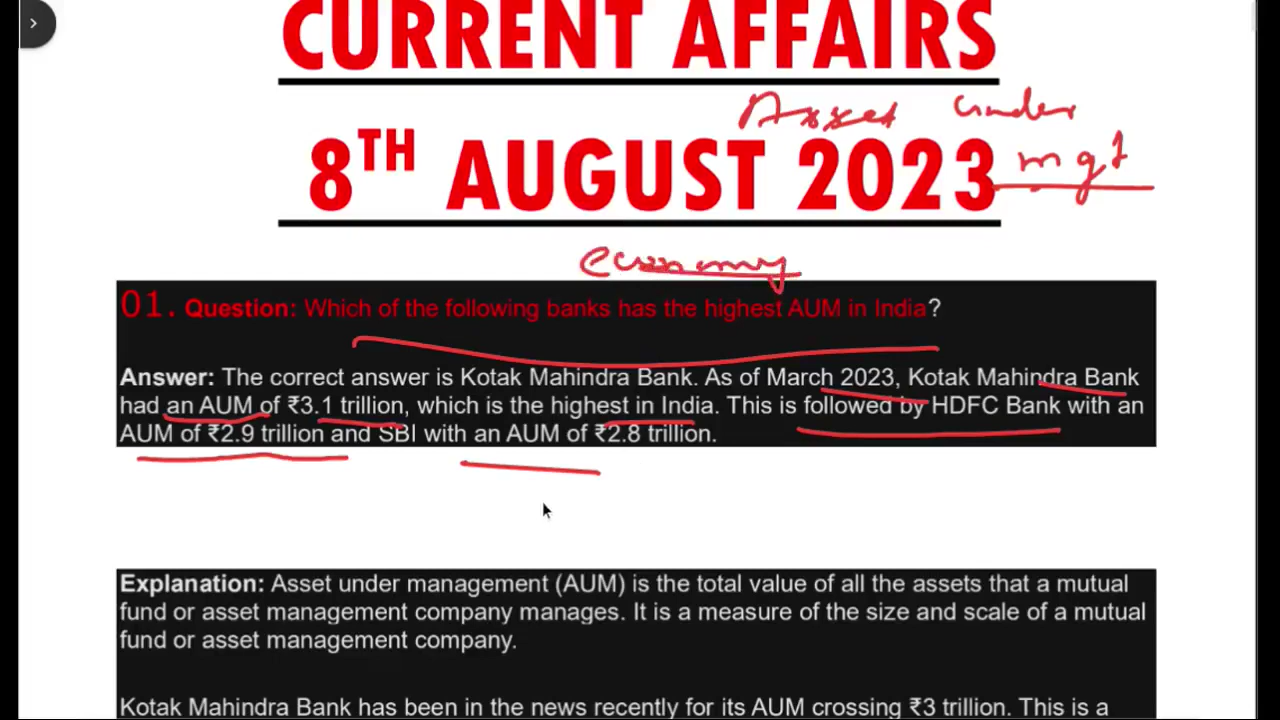 CURRENT AFFAIRS
Asset under
8TH AUGUST 2023 mgt
economy
01. Question: Which of the following banks has the highest AUM in India?
Answer: The correct answer is Kotak Mahindra Bank. As of March 2023, Kotak Mahindra Bank
had an AUM of ₹3.1 trillion, which is the highest in India. This is followed by HDFC Bank with an
AUM of ₹2.9 trillion and SBI with an AUM of ₹2.8 trillion.
Explanation: Asset under management (AUM) is the total value of all the assets that a mutual
fund or asset management company manages. It is a measure of the size and scale of a mutual
fund or asset management company.
Kotak Mahindra Bank has been in the news recently for its AUM crossing ₹3 trillion. This is a